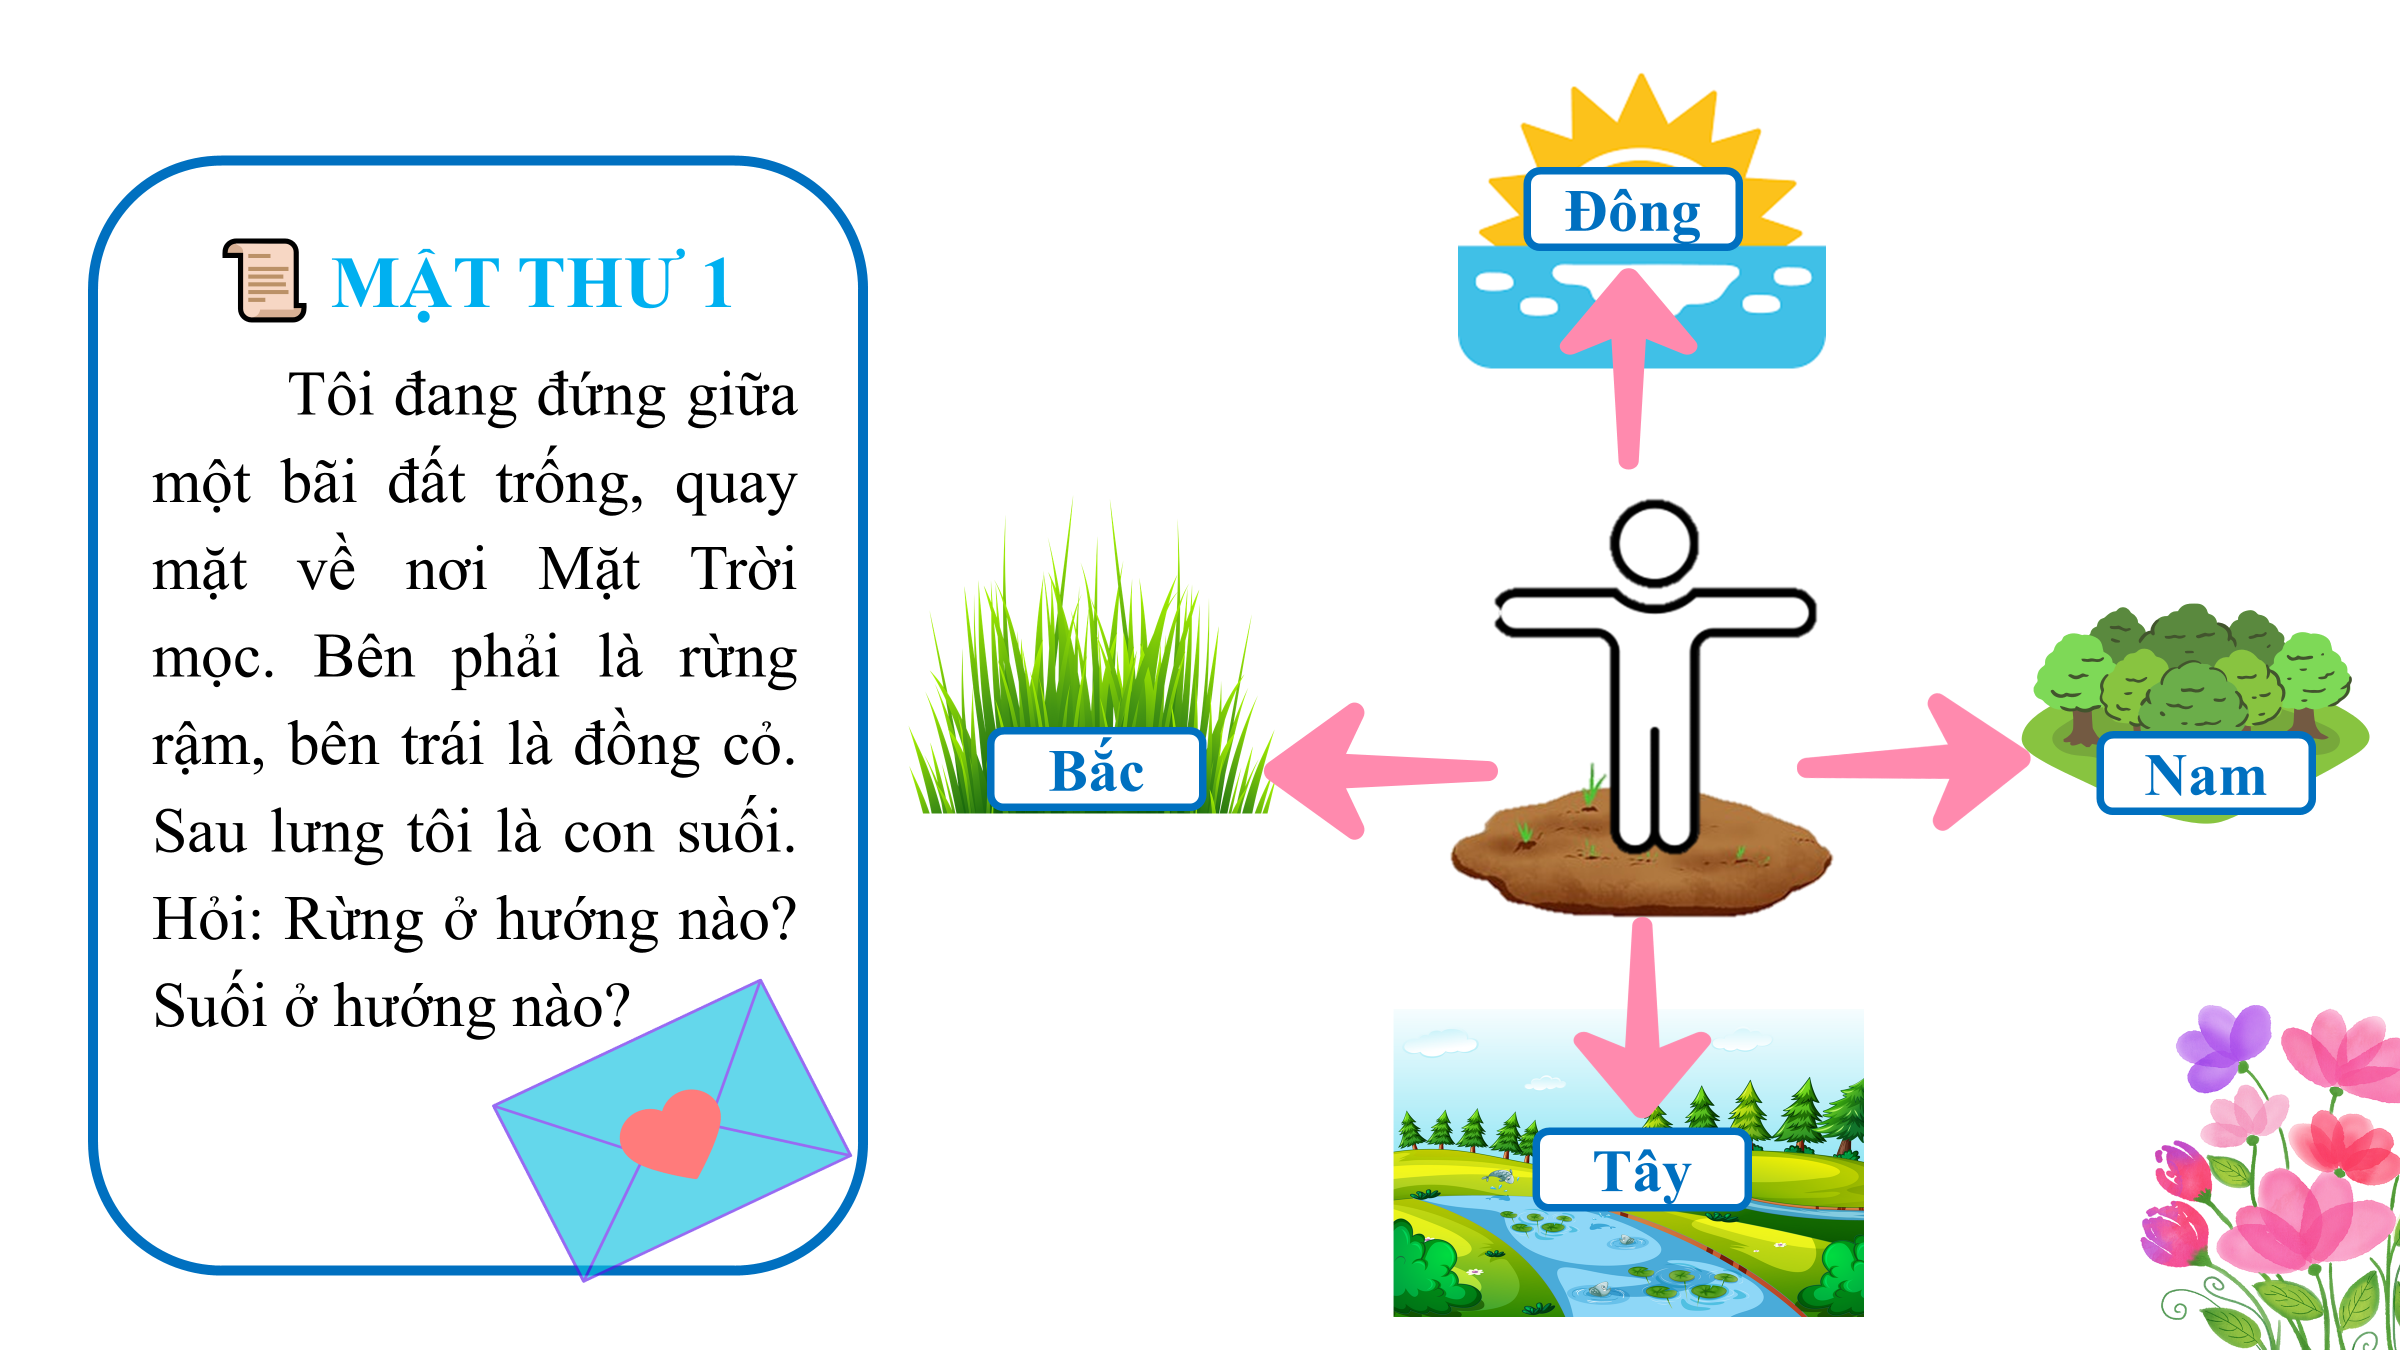 MẬT THƯ 1
Tôi đang đứng giữa
một bãi đất trống, quay
mặt về nơi Mặt Trời
mọc. Bên phải là rừng
rậm, bên trái là đồng cỏ.
Sau lưng tôi là con suối.
Hỏi: Rừng ở hướng nào?
Suối ở hướng nào?
Đông
Bắc
Nam
Tây